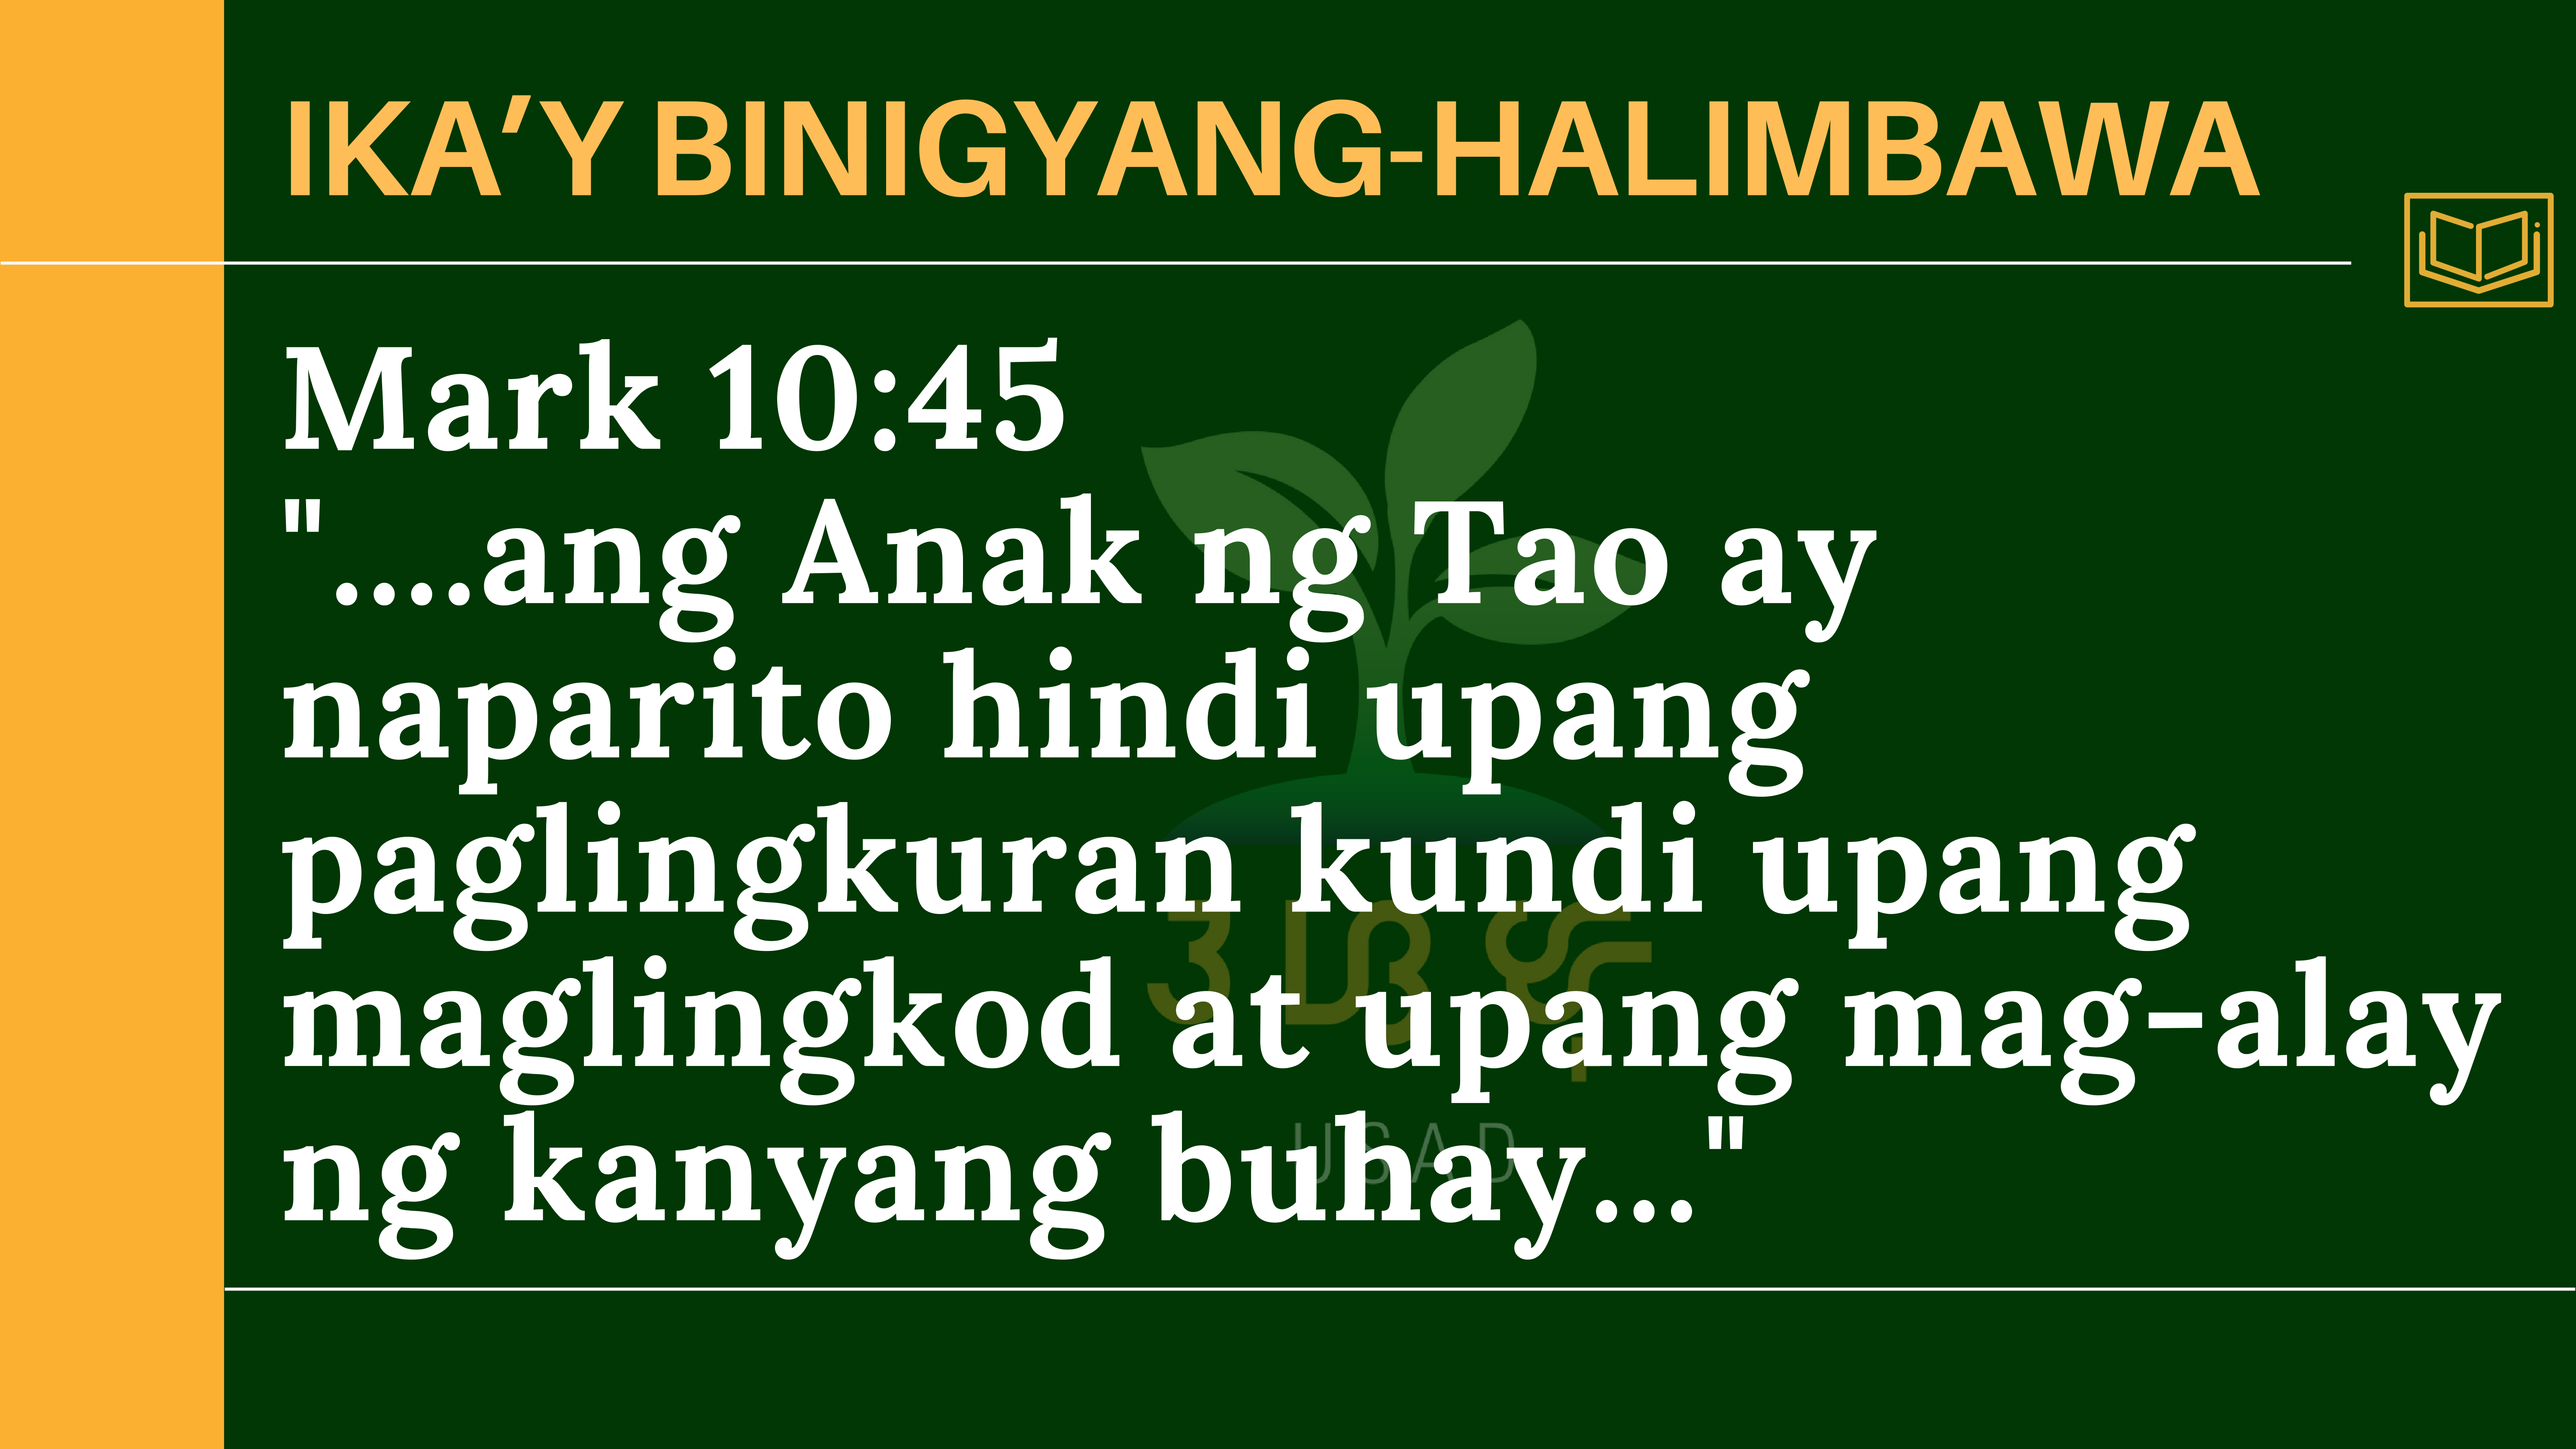 IKA’Y BINIGYANG-HALIMBAWA
Mark 10:45
"....ang Anak ng Tao ay
naparito hindi upang
paglingkuran kundi upang
maglingkod at upang mag-alay
ng kanyang buhay..."
USAD